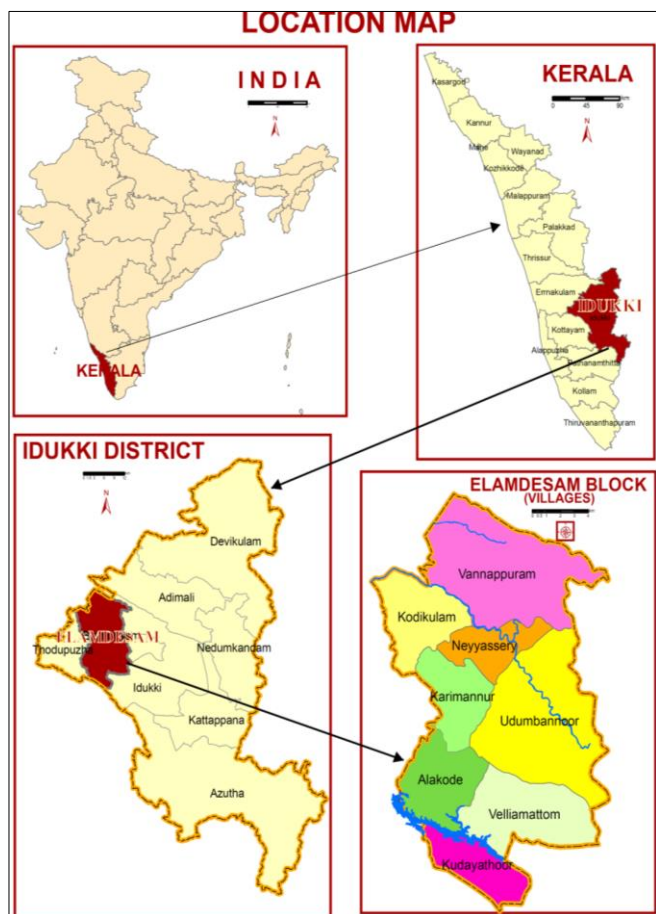 LOCATION MAP
INDIA
N
KERALA
KERALA
N
Kasargod
Kannur
Mahe
Wayanad
Kozhikkode
Malappuram
Palakkad
Thrissur
Ernakulam
IDUKKI
Kottayam
Alappuzha
Pathanamthitta
Kollam
Thiruvananthapuram
IDUKKI DISTRICT
N
Devikulam
Adimali
ELAMDESAM
Thodupuzha
Nedumkandam
Idukki
Kattappana
Azutha
ELAMDESAM BLOCK
(VILLAGES)
Vannappuram
Kodikulam
Neyyassery
Karimannur
Udumbannoor
Alakode
Velliamattom
Kudayathoor